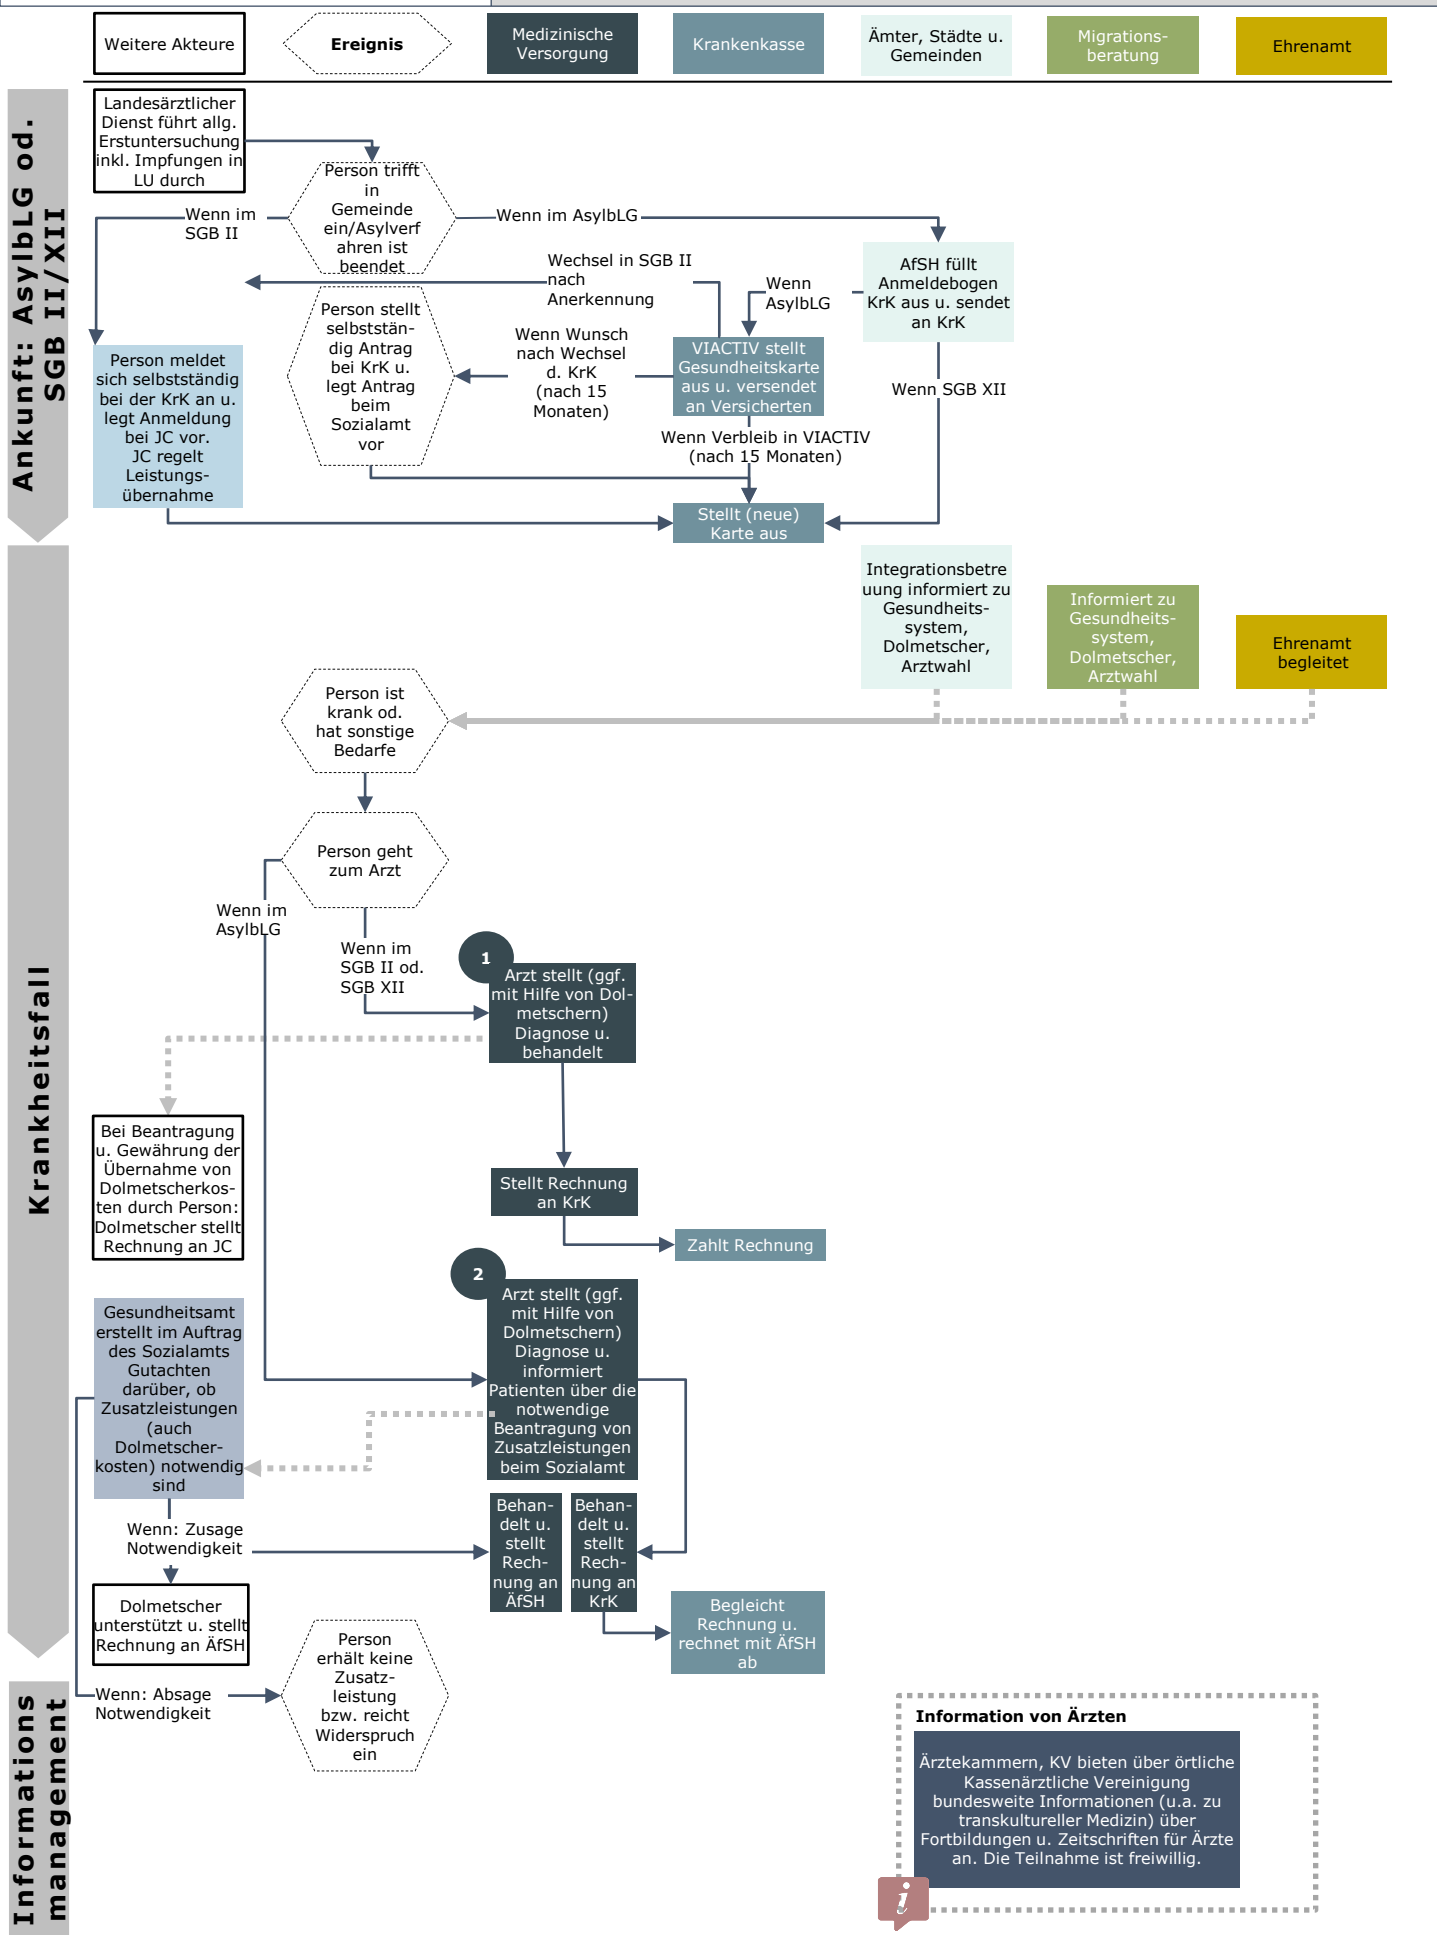 Weitere Akteure
Ereignis
Medizinische
Versorgung
Krankenkasse
Ämter, Städte u.
Gemeinden
Migrations-
beratung
Ehrenamt
Ankunft: AsylbLG od.
SGB II/XII
Landesärztlicher
Dienst führt allg.
Erstuntersuchung
inkl. Impfungen in
LU durch
Person trifft
in
Gemeinde
ein/Asylverf
ahren ist
beendet
Wenn im
SGB II
Wenn im AsylbLG
AfSH füllt
Anmeldebogen
KrK aus u. sendet
an KrK
Wechsel in SGB II
nach
Anerkennung
Wenn
AsylbLG
Person stellt
selbststän-
dig Antrag
bei KrK u.
legt Antrag
beim
Sozialamt
vor
Wenn Wunsch
nach Wechsel
d. KrK
(nach 15
Monaten)
VIACTIV stellt
Gesundheitskarte
aus u. versendet
an Versicherten
Wenn SGB XII
Person meldet
sich selbstständig
bei der KrK an u.
legt Anmeldung
bei JC vor.
JC regelt
Leistungs-
übernahme
Wenn Verbleib in VIACTIV
(nach 15 Monaten)
Stellt (neue)
Karte aus
Krankheitsfall
Integrationsbetre
uung informiert zu
Gesundheits-
system,
Dolmetscher,
Arztwahl
Informiert zu
Gesundheits-
system,
Dolmetscher,
Arztwahl
Ehrenamt
begleitet
Person ist
krank od.
hat sonstige
Bedarfe
Person geht
zum Arzt
Wenn im
AsylbLG
Wenn im
SGB II od.
SGB XII
1
Arzt stellt (ggf.
mit Hilfe von Dol-
metschern)
Diagnose u.
behandelt
Bei Beantragung
u. Gewährung der
Übernahme von
Dolmetscherkos-
ten durch Person:
Dolmetscher stellt
Rechnung an JC
Stellt Rechnung
an KrK
Zahlt Rechnung
2
Arzt stellt (ggf.
mit Hilfe von
Dolmetschern)
Diagnose u.
informiert
Patienten über die
notwendige
Beantragung von
Zusatzleistungen
beim Sozialamt
Gesundheitsamt
erstellt im Auftrag
des Sozialamts
Gutachten
darüber, ob
Zusatzleistungen
(auch
Dolmetscher-
kosten) notwendig
sind
Wenn: Zusage
Notwendigkeit
Behan-
delt u.
stellt
Rech-
nung an
ÄfSH
Behan-
delt u.
stellt
Rech-
nung an
KrK
Dolmetscher
unterstützt u. stellt
Rechnung an ÄfSH
Begleicht
Rechnung u.
rechnet mit ÄfSH
ab
Person
erhält keine
Zusatz-
leistung
bzw. reicht
Widerspruch
ein
Wenn: Absage
Notwendigkeit
Informations
management
Information von Ärzten
Ärztekammern, KV bieten über örtliche
Kassenärztliche Vereinigung
bundesweite Informationen (u.a. zu
transkultureller Medizin) über
Fortbildungen u. Zeitschriften für Ärzte
an. Die Teilnahme ist freiwillig.
i